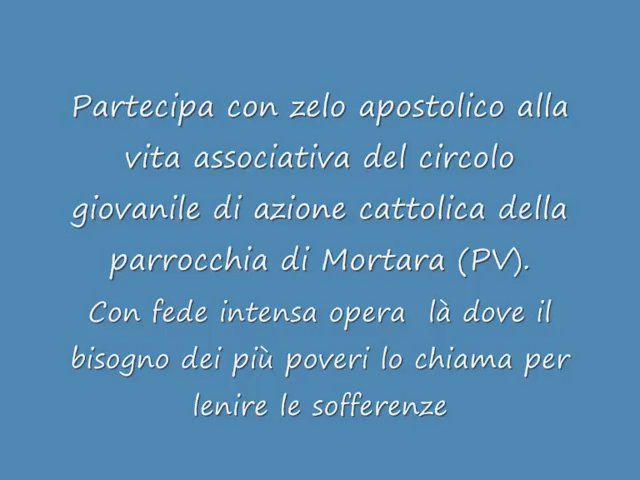 Partecipa con zelo apostolico alla
vita associativa del circolo
giovanile di azione cattolica della
parrocchia di Mortara (PV).
Con fede intensa opera  là dove il
bisogno dei più poveri lo chiama per
lenire le sofferenze